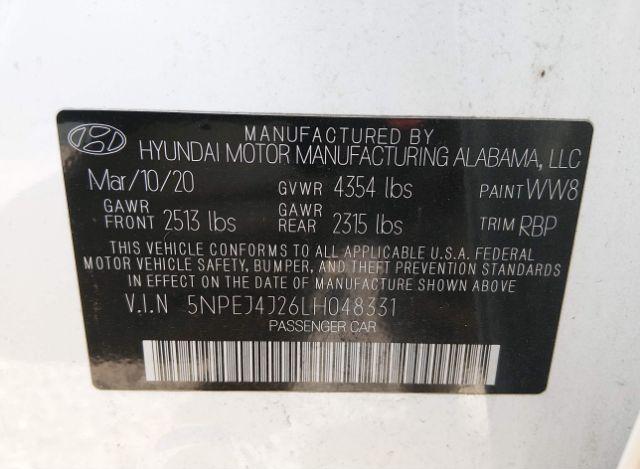 MANUFACTURED BY
HYUNDAI MOTOR MANUFACTURING ALABAMA, LLC
Mar/10/20 GVWR 4354 lbs PAINT WW8
GAWR FRONT 2513 lbs GAWR REAR 2315 lbs TRIM RBP
THIS VEHICLE CONFORMS TO ALL APPLICABLE U.S.A. FEDERAL
MOTOR VEHICLE SAFETY, BUMPER, AND THEFT PREVENTION STANDARDS
IN EFFECT ON THE DATE OF MANUFACTURE SHOWN ABOVE.
V.I.N 5NPEJ4J26LH048331
PASSENGER CAR